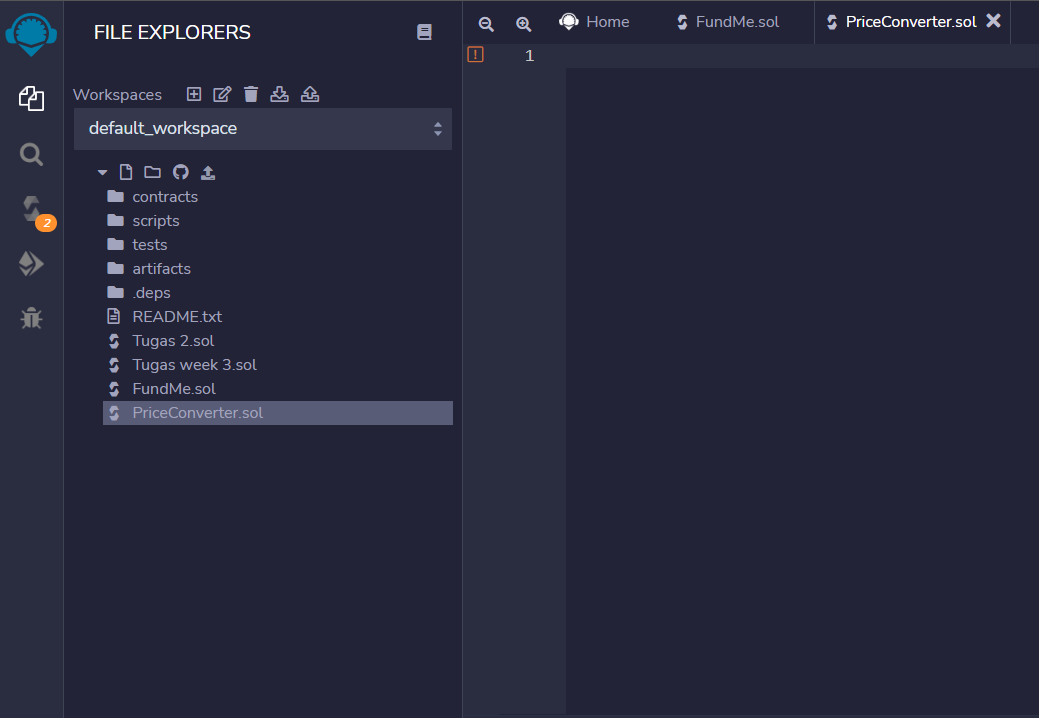 FILE EXPLORERS
Workspaces
default_workspace
contracts
scripts
tests
artifacts
.deps
README.txt
Tugas 2.sol
Tugas week 3.sol
FundMe.sol
PriceConverter.sol
2
Home
FundMe.sol
PriceConverter.sol
1